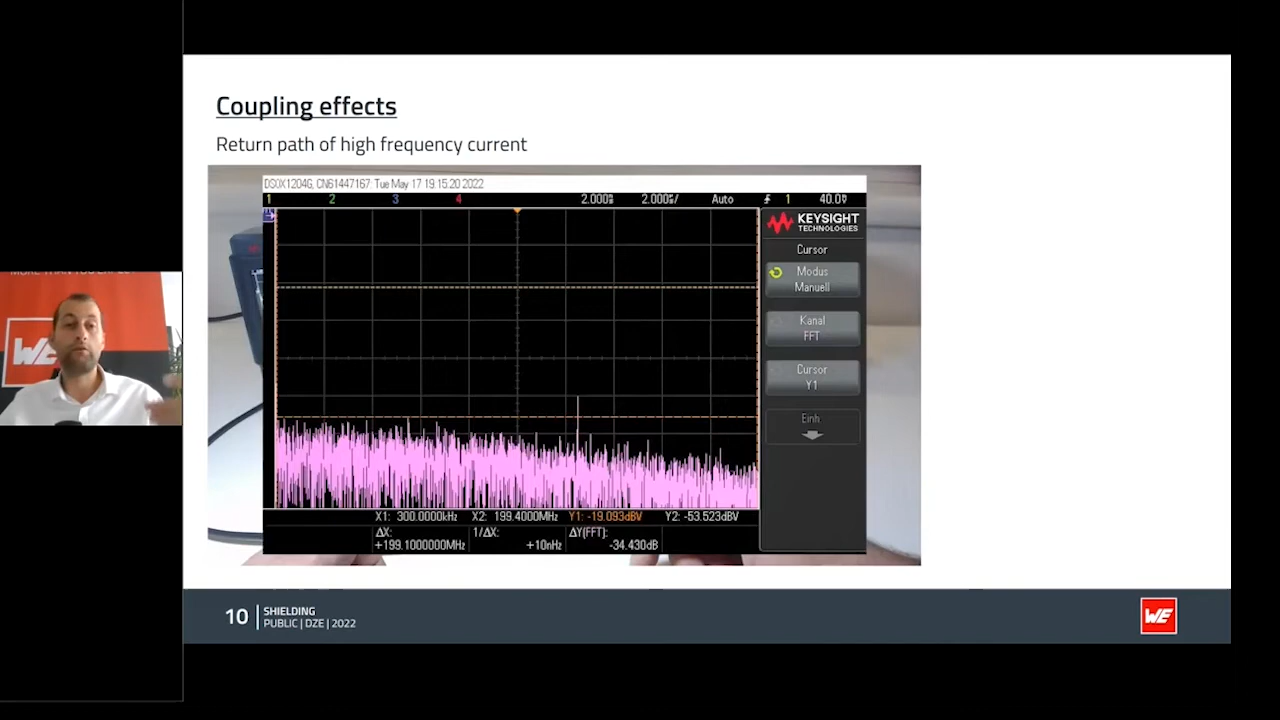 Coupling effects
Return path of high frequency current
DSOX1204G, CN61447167: Tue May 17 19:15:20 2022
1 2 3 4 2.000 2.000 Auto 1 40.0
KEYSIGHT
TECHNOLOGIES
Cursor
Modus
Manuell
Kanal
FFT
Cursor
Y1
Einh
X1: 300.0000kHz X2: 199.4000MHz Y1: -19.093dBV Y2: -53.523dBV
ΔX: 1/ΔX: ΔY(FFT):
+199.1000000MHz +10nHz -34.430dB
WE
10 SHIELDING
PUBLIC | DZE | 2022
WE